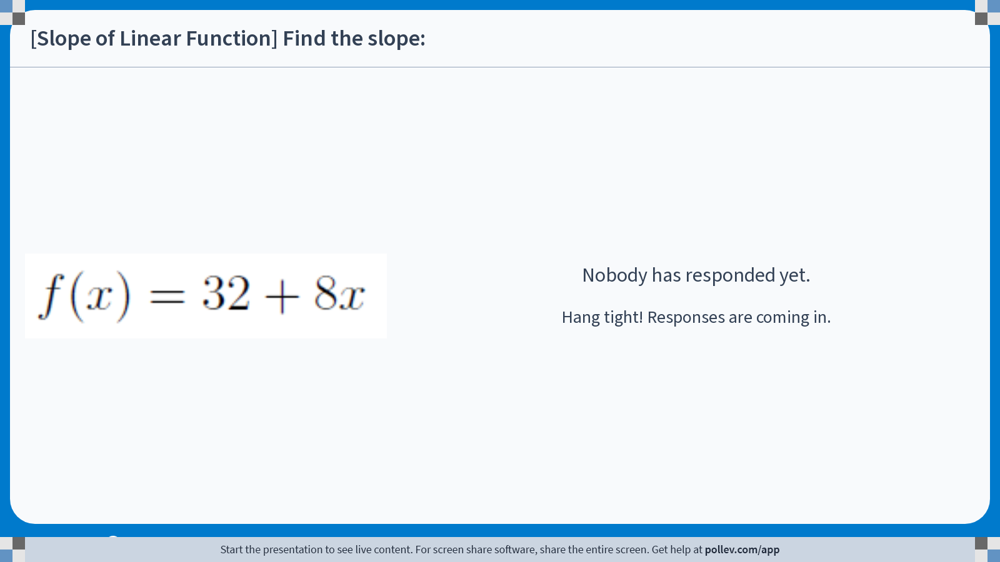 [Slope of Linear Function] Find the slope:
f(x) = 32 + 8x
Nobody has responded yet.
Hang tight! Responses are coming in.
Start the presentation to see live content. For screen share software, share the entire screen. Get help at pollev.com/app